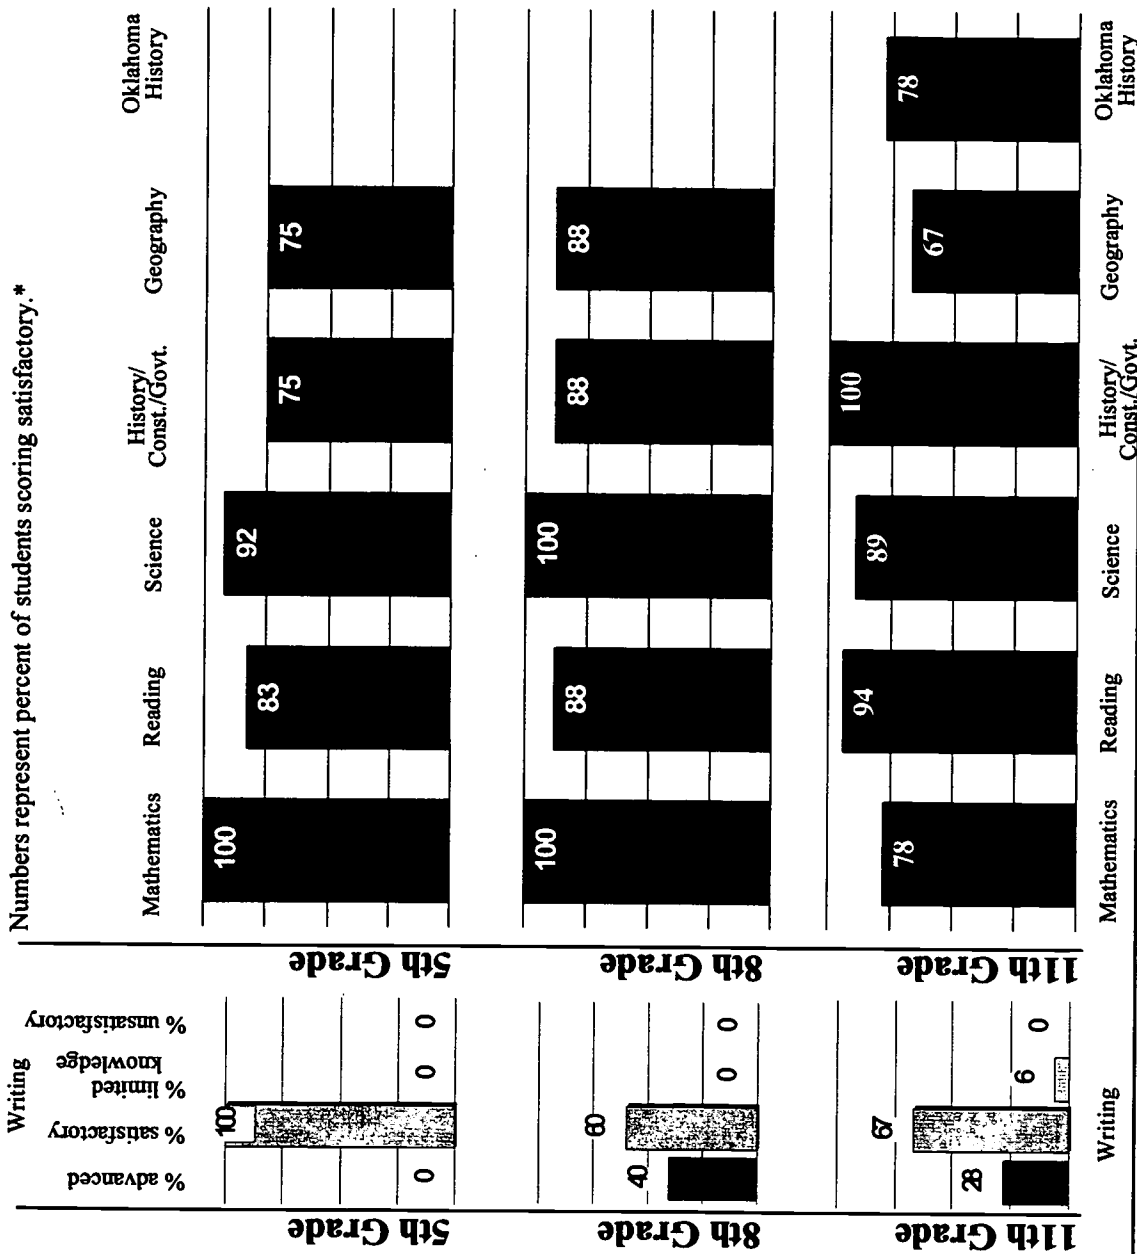 Numbers represent percent of students scoring satisfactory.*
Writing
% advanced
% satisfactory
% limited
knowledge
% unsatisfactory
5th Grade
0
100
0
0
8th Grade
40
60
0
0
11th Grade
28
67
6
0
Writing
Mathematics
Reading
Science
History/
Const./Govt.
Geography
Oklahoma
History
5th Grade
100
83
92
75
75
8th Grade
100
88
100
88
88
11th Grade
78
94
89
100
67
78
Mathematics
Reading
Science
History/
Const./Govt.
Geography
Oklahoma
History